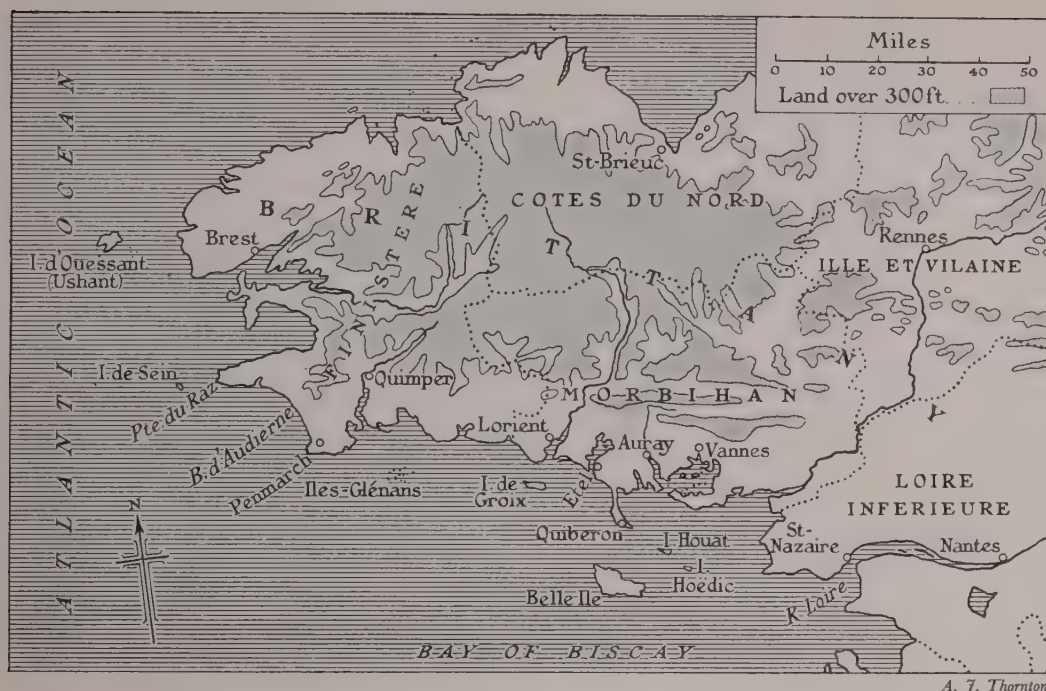 Miles
0 10 20 30 40 50
Land over 300ft....
ATLANTIC OCEAN
BRITTANY
St-Brieuc
COTES DU NORD
FINISTERE
Brest
I. d'Ouessant
(Ushant)
Rennes
ILLE ET VILAINE
I. de Sein
Pte du Raz
Quimper
MORBIHAN
B. d'Audierne
Lorient
Auray
Vannes
Penmarch
Iles-Glénans
I. de
Groix
Etel
LOIRE
INFERIEURE
Quiberon
I. Houat
St-
Nazaire
Nantes
I.
Hoëdic
Belle Ile
R. Loire
N
BAY OF BISCAY
A. J. Thornton